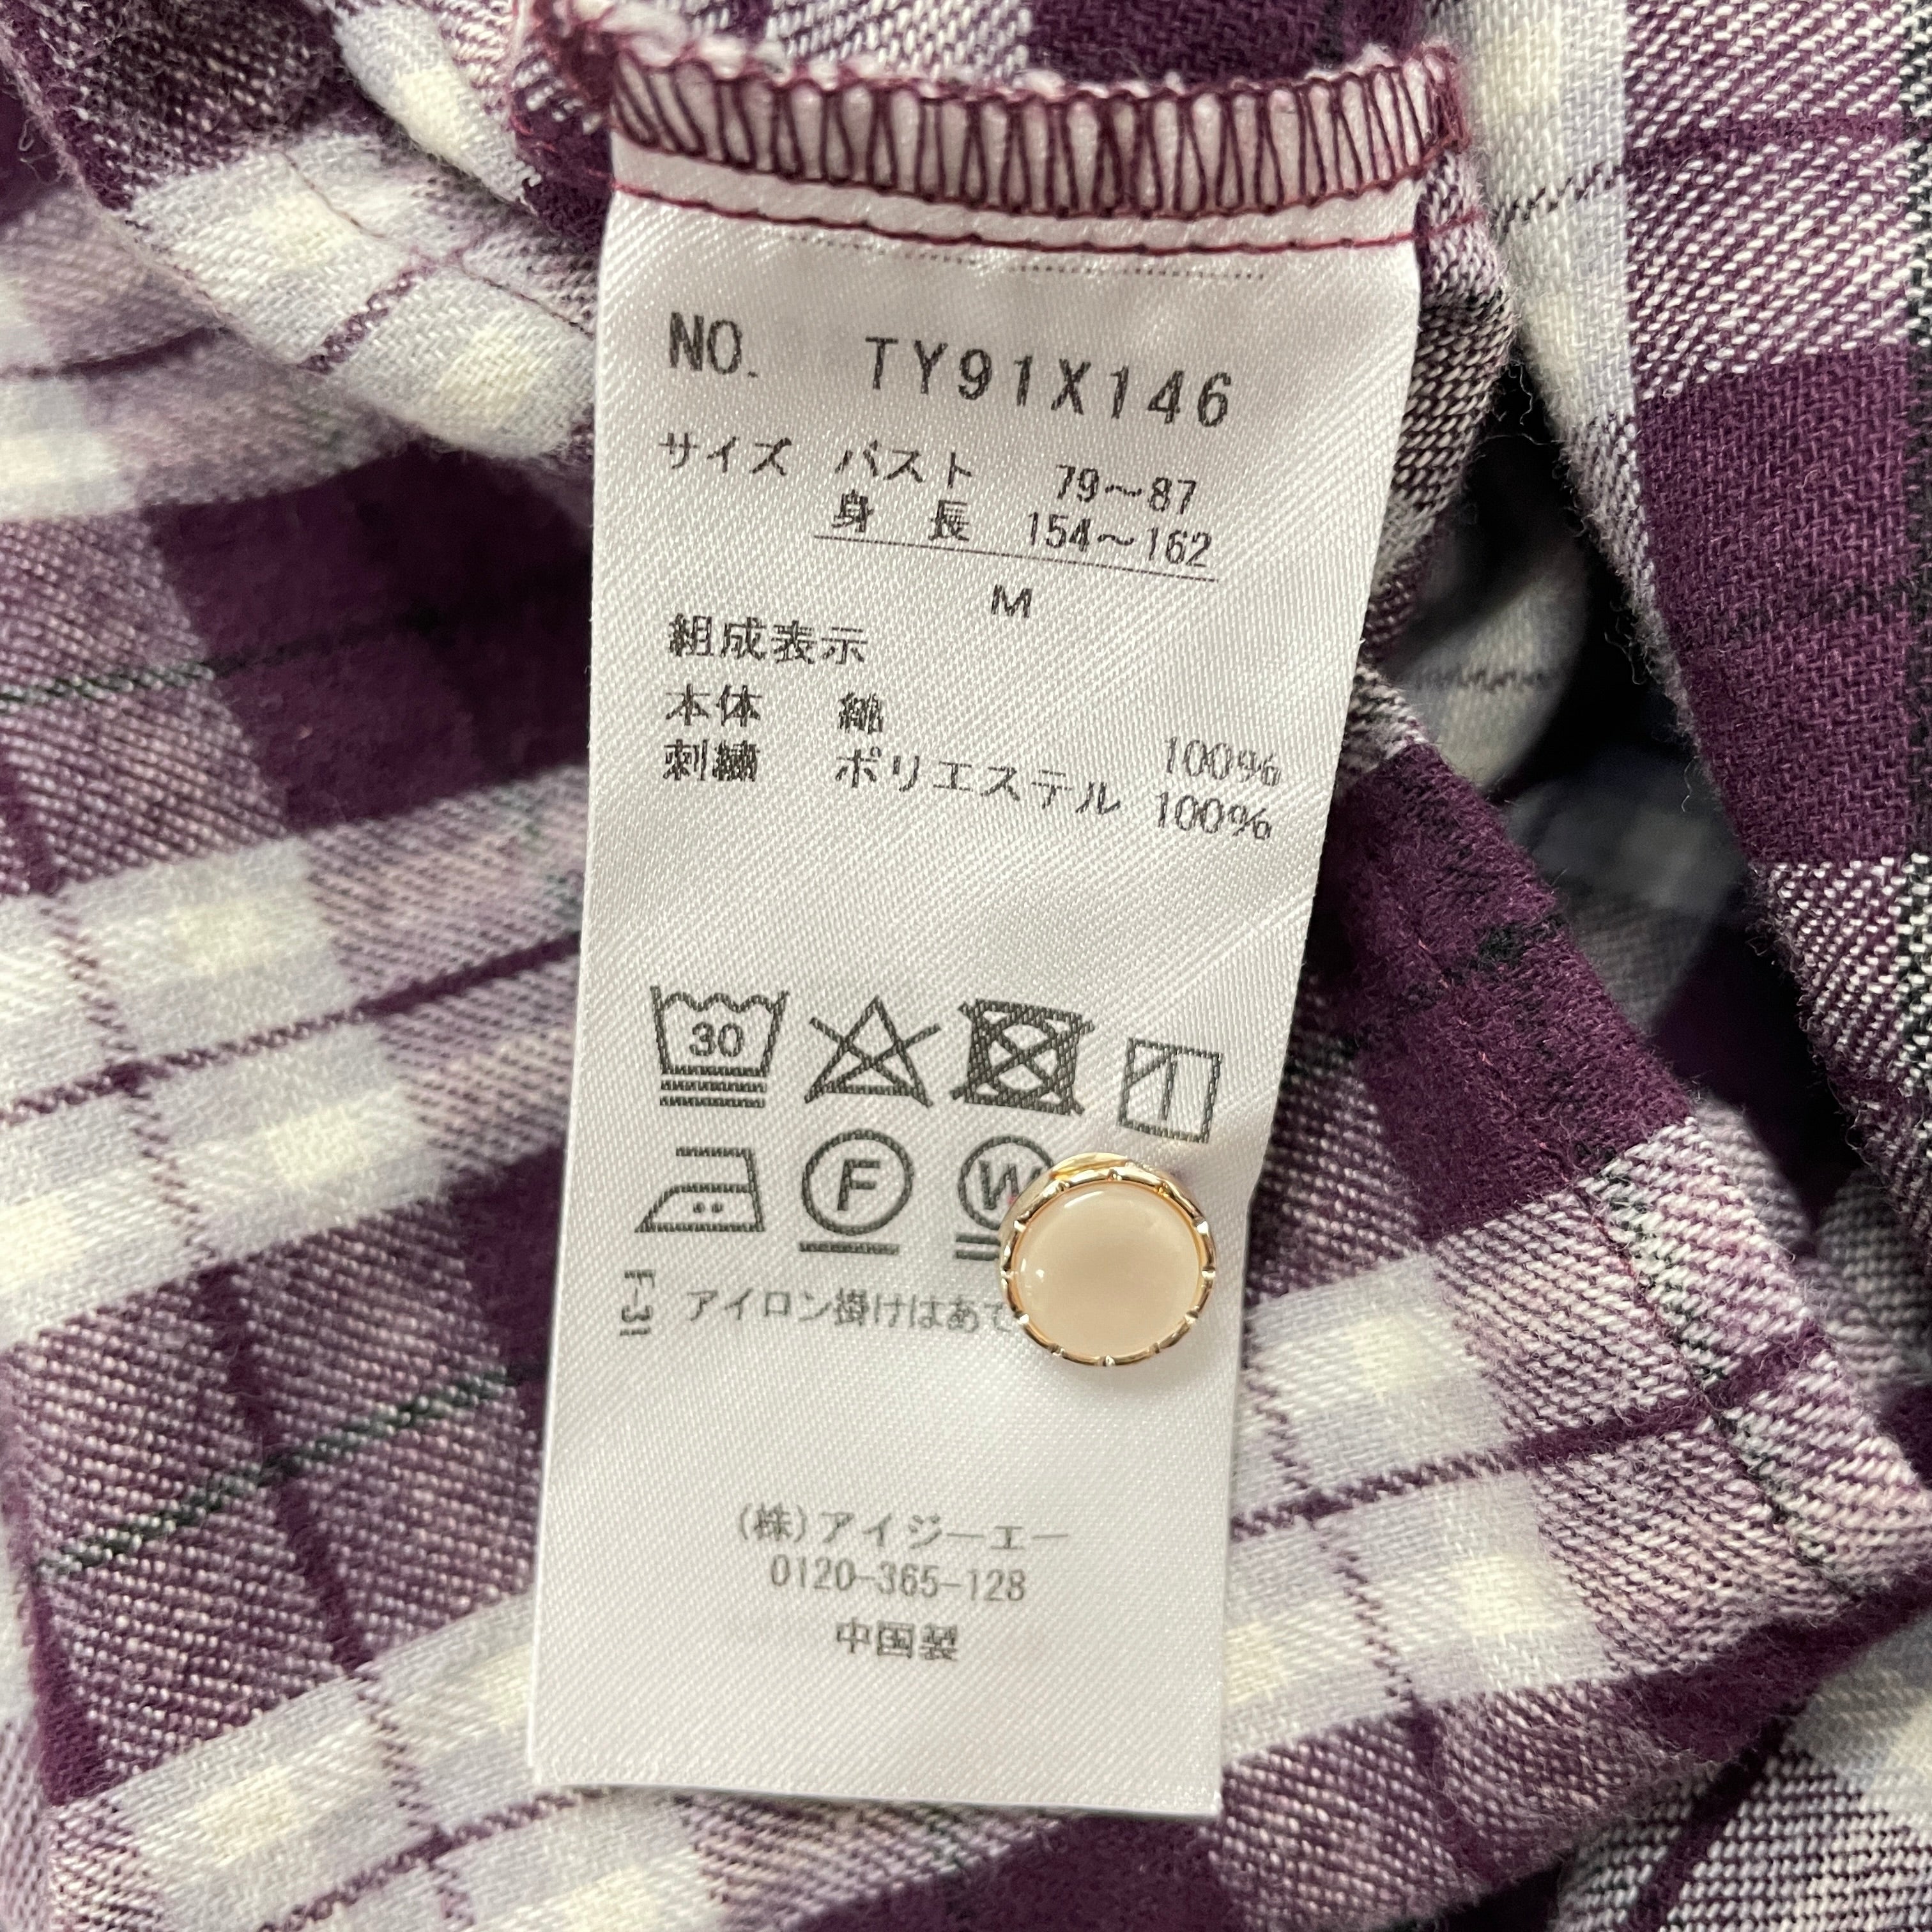 NO. TY91X146
サイズ バスト 79〜87
身 長 154〜162
M
組成表示
本体 綿 100%
刺繍 ポリエステル 100%
30
F W
アイロン掛けはあて
(株)アイジーエー
0120-365-128
中国製